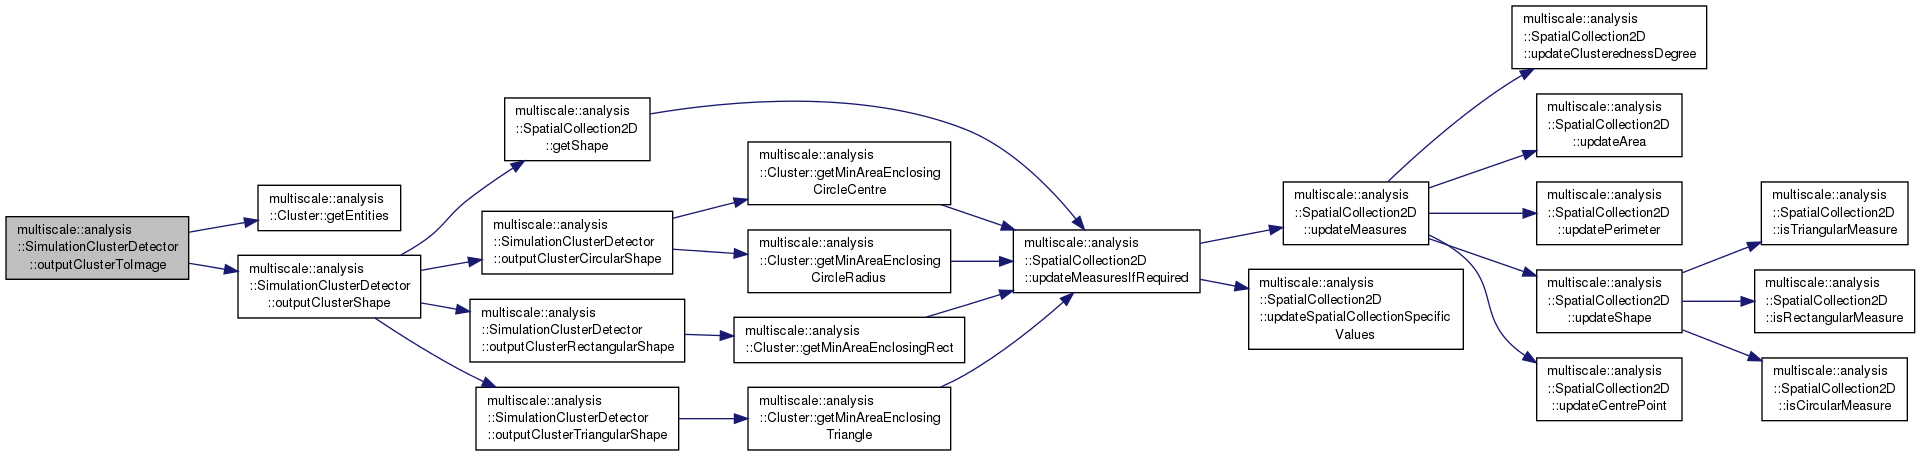 multiscale::analysis
::SimulationClusterDetector
::outputClusterToImage
multiscale::analysis
::Cluster::getEntities
multiscale::analysis
::SimulationClusterDetector
::outputClusterShape
multiscale::analysis
::SpatialCollection2D
::getShape
multiscale::analysis
::SimulationClusterDetector
::outputClusterCircularShape
multiscale::analysis
::SimulationClusterDetector
::outputClusterRectangularShape
multiscale::analysis
::SimulationClusterDetector
::outputClusterTriangularShape
multiscale::analysis
::Cluster::getMinAreaEnclosing
CircleCentre
multiscale::analysis
::Cluster::getMinAreaEnclosing
CircleRadius
multiscale::analysis
::Cluster::getMinAreaEnclosingRect
multiscale::analysis
::Cluster::getMinAreaEnclosing
Triangle
multiscale::analysis
::SpatialCollection2D
::updateMeasuresIfRequired
multiscale::analysis
::SpatialCollection2D
::updateMeasures
multiscale::analysis
::SpatialCollection2D
::updateSpatialCollectionSpecific
Values
multiscale::analysis
::SpatialCollection2D
::updateClusterednessDegree
multiscale::analysis
::SpatialCollection2D
::updateArea
multiscale::analysis
::SpatialCollection2D
::updatePerimeter
multiscale::analysis
::SpatialCollection2D
::updateShape
multiscale::analysis
::SpatialCollection2D
::updateCentrePoint
multiscale::analysis
::SpatialCollection2D
::isTriangularMeasure
multiscale::analysis
::SpatialCollection2D
::isRectangularMeasure
multiscale::analysis
::SpatialCollection2D
::isCircularMeasure